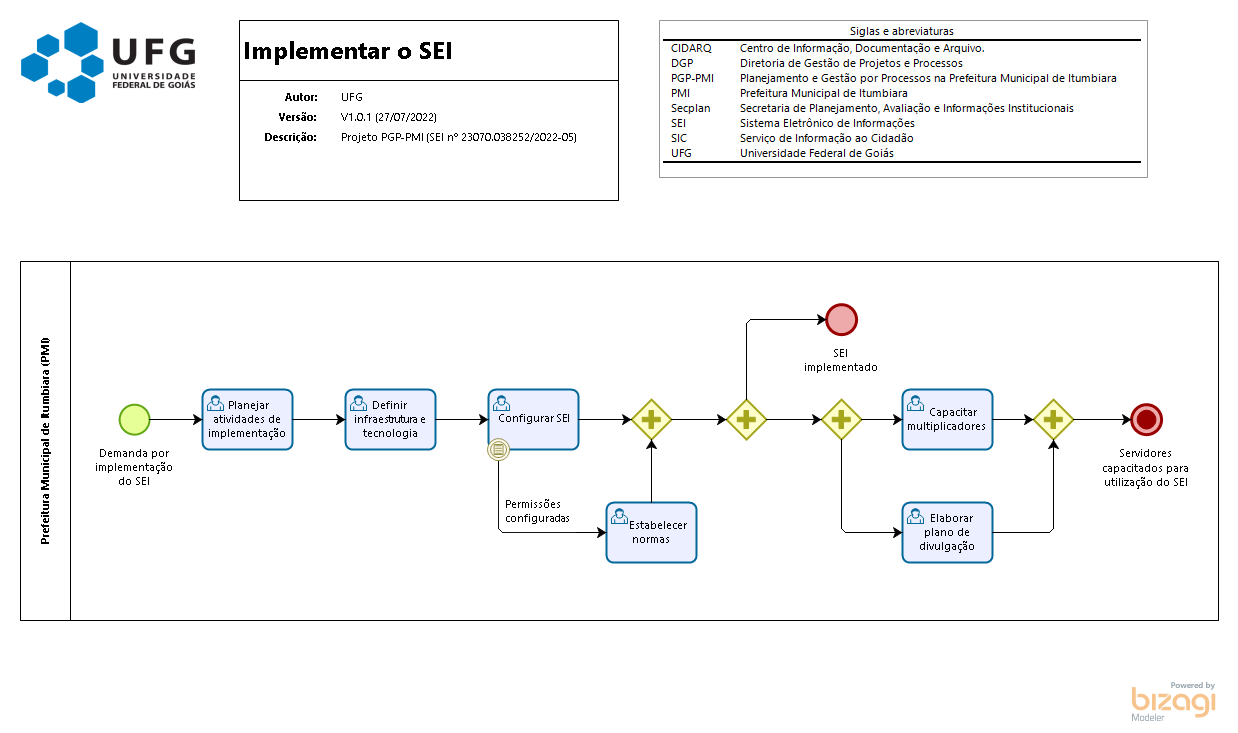 UFG
UNIVERSIDADE
FEDERAL DE GOIÁS
Implementar o SEI
Autor: UFG
Versão: V1.0.1 (27/07/2022)
Descrição: Projeto PGP-PMI (SEI nº 23070.038252/2022-05)
Siglas e abreviaturas
CIDARQ Centro de Informação, Documentação e Arquivo.
DGP Diretoria de Gestão de Projetos e Processos
PGP-PMI Planejamento e Gestão por Processos na Prefeitura Municipal de Itumbiara
PMI Prefeitura Municipal de Itumbiara
Secplan Secretaria de Planejamento, Avaliação e Informações Institucionais
SEI Sistema Eletrônico de Informações
SIC Serviço de Informação ao Cidadão
UFG Universidade Federal de Goiás
Prefeitura Municipal de Itumbiara (PMI)
Demanda por
implementação
do SEI
Planejar
atividades de
implementação
Definir
infraestrutura e
tecnologia
Configurar SEI
Permissões
configuradas
Estabelecer
normas
SEI
implementado
Capacitar
multiplicadores
Elaborar
plano de
divulgação
Servidores
capacitados para
utilização do SEI
Powered by
bizagi
Modeler